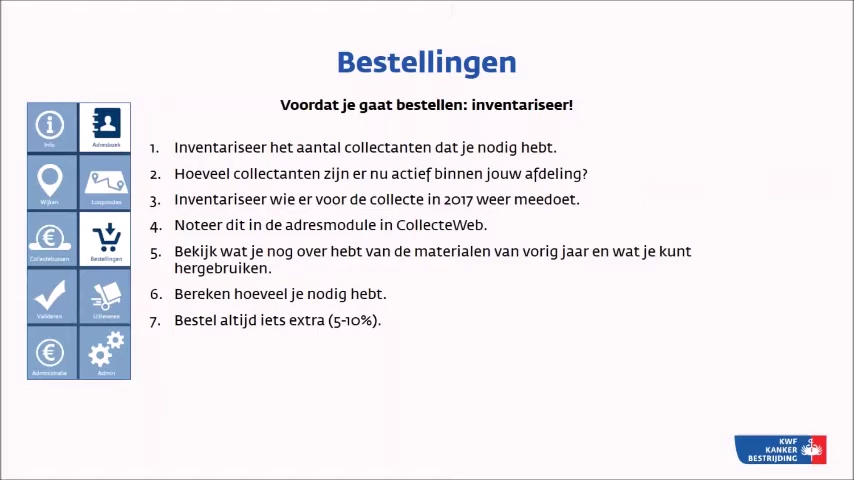 Bestellingen
Voordat je gaat bestellen: inventariseer!
Info
Adresboek
Wijken
Looproutes
Collectebussen
Bestellingen
Valideren
Uitleveren
Administratie
Admin
1. Inventariseer het aantal collectanten dat je nodig hebt.
2. Hoeveel collectanten zijn er nu actief binnen jouw afdeling?
3. Inventariseer wie er voor de collecte in 2017 weer meedoet.
4. Noteer dit in de adresmodule in CollecteWeb.
5. Bekijk wat je nog over hebt van de materialen van vorig jaar en wat je kunt
hergebruiken.
6. Bereken hoeveel je nodig hebt.
7. Bestel altijd iets extra (5-10%).
KWF
KANKER
BESTRIJDING